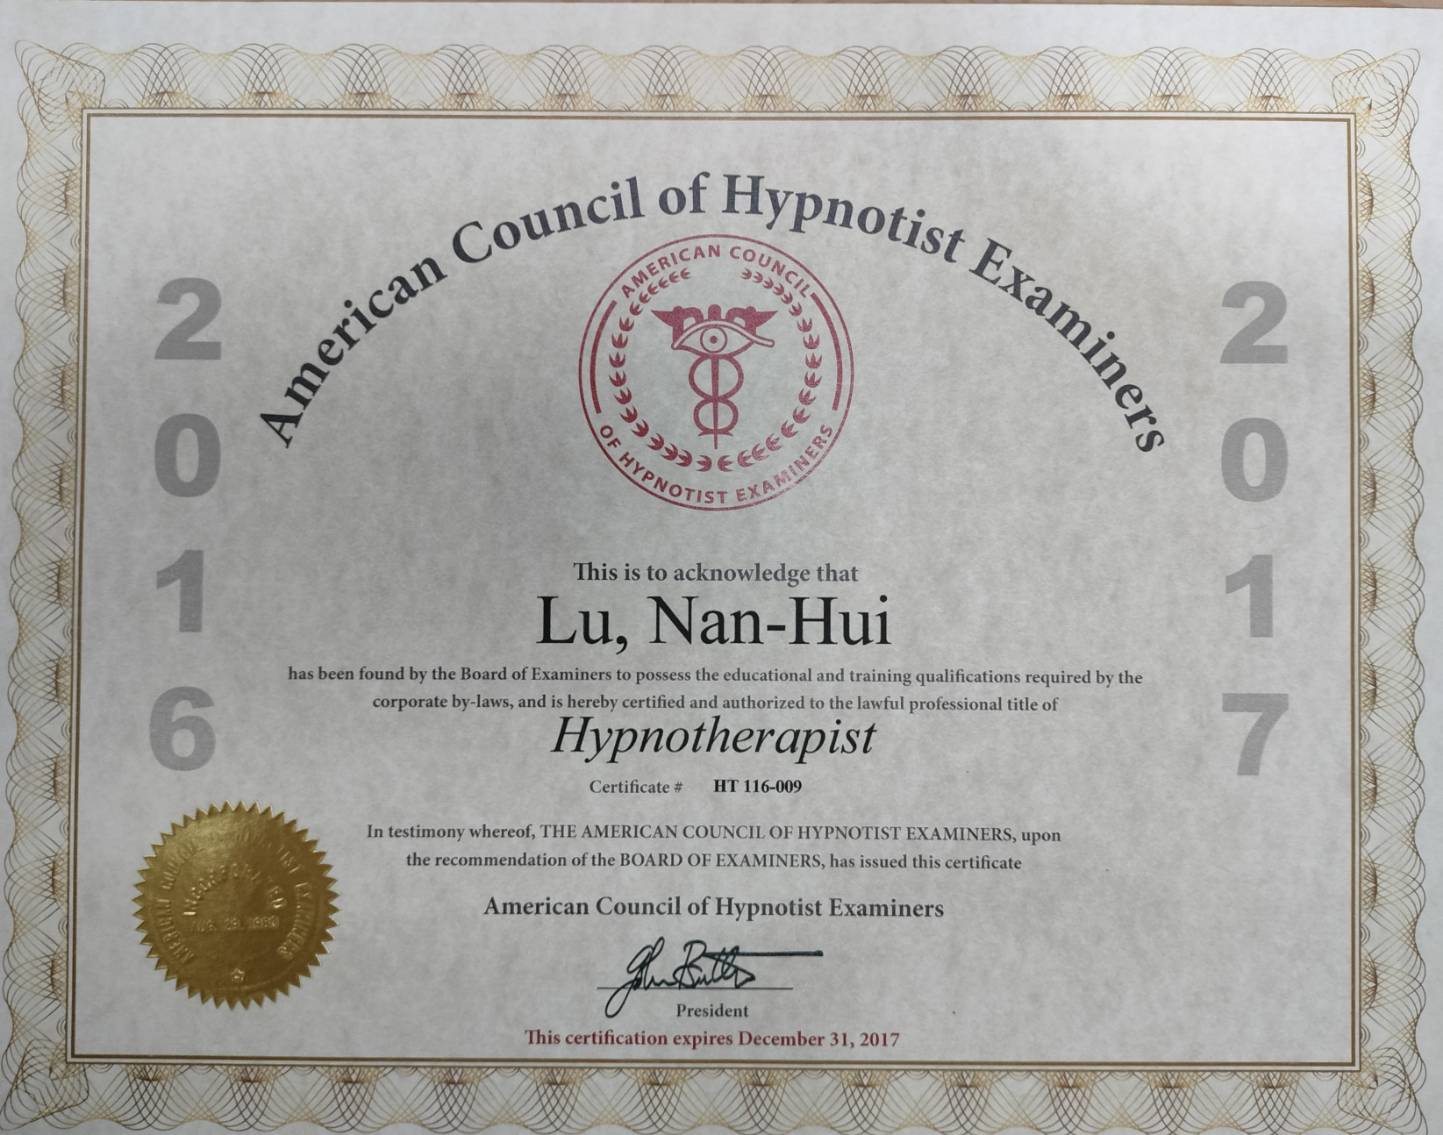 American Council of Hypnotist Examiners
AMERICAN COUNCIL
OF HYPNOTIST EXAMINERS
2016
2017
This is to acknowledge that
Lu, Nan-Hui
has been found by the Board of Examiners to possess the educational and training qualifications required by the
corporate by-laws, and is hereby certified and authorized to the lawful professional title of
Hypnotherapist
Certificate # HT 116-009
In testimony whereof, THE AMERICAN COUNCIL OF HYPNOTIST EXAMINERS, upon
the recommendation of the BOARD OF EXAMINERS, has issued this certificate
American Council of Hypnotist Examiners
John Butler
President
This certification expires December 31, 2017
AMERICAN COUNCIL HYPNOTIST EXAMINERS
INCORPORATED